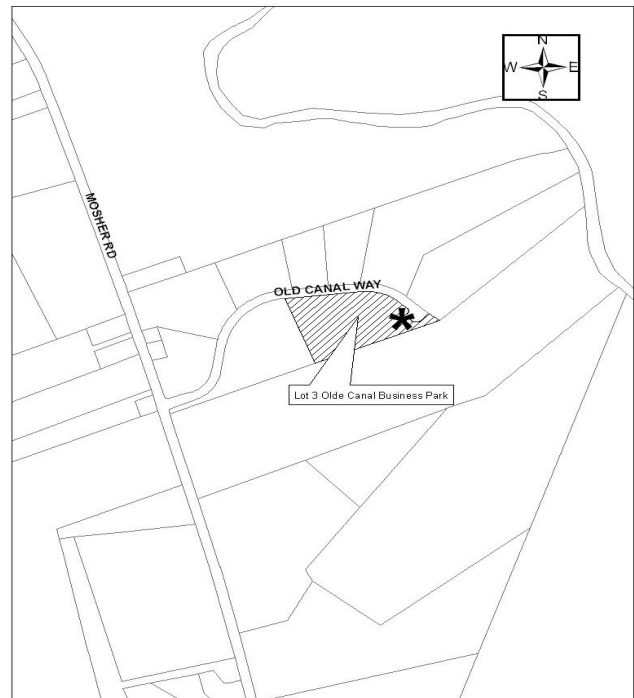 N
W E
S
MOSHER RD
OLD CANAL WAY
Lot 3 Olde Canal Business Park